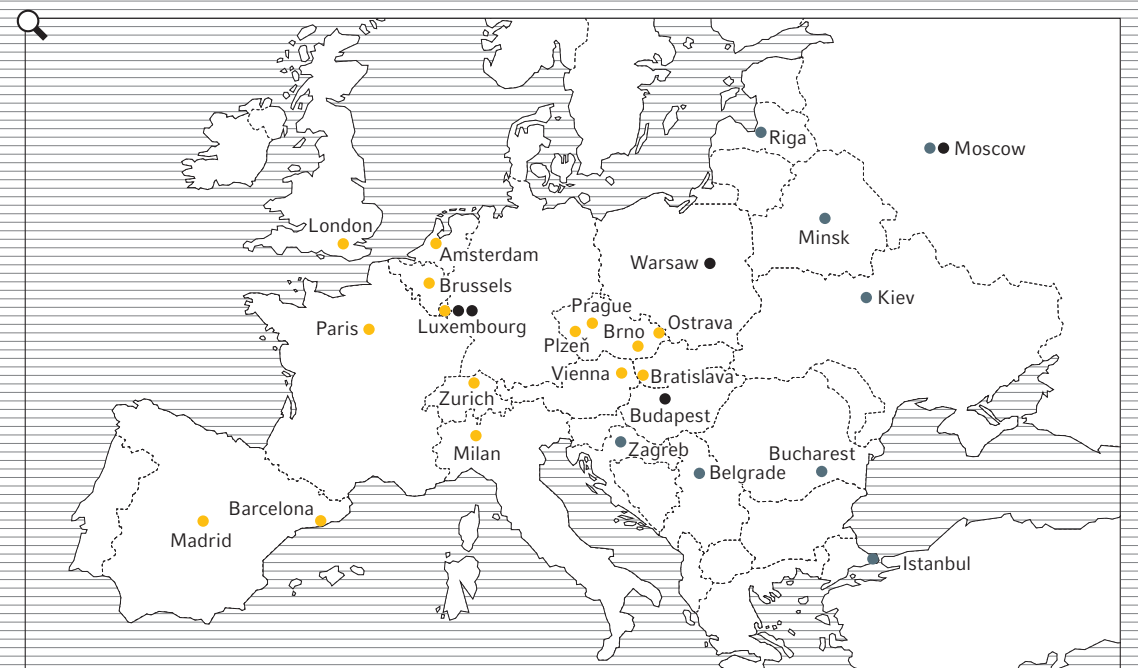 Riga
Moscow
London
Minsk
Amsterdam
Warsaw
Brussels
Kiev
Prague
Luxembourg
Ostrava
Paris
Brno
Plzeň
Vienna
Bratislava
Zurich
Budapest
Milan
Zagreb
Bucharest
Belgrade
Barcelona
Madrid
Istanbul